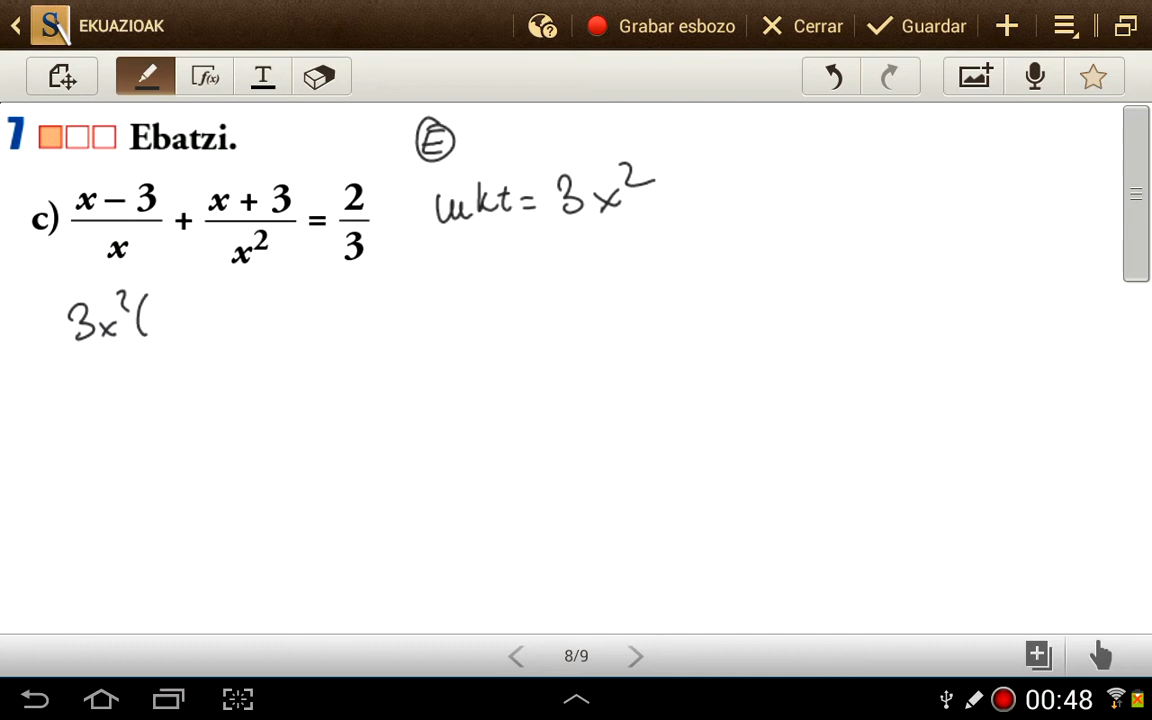 EKUAZIOAK Grabar esbozo Cerrar Guardar
f(x) T
7 Ebatzi. E
c) (x – 3)/x + (x + 3)/x² = 2/3
mkt = 3x²
3x²(
8/9
00:48